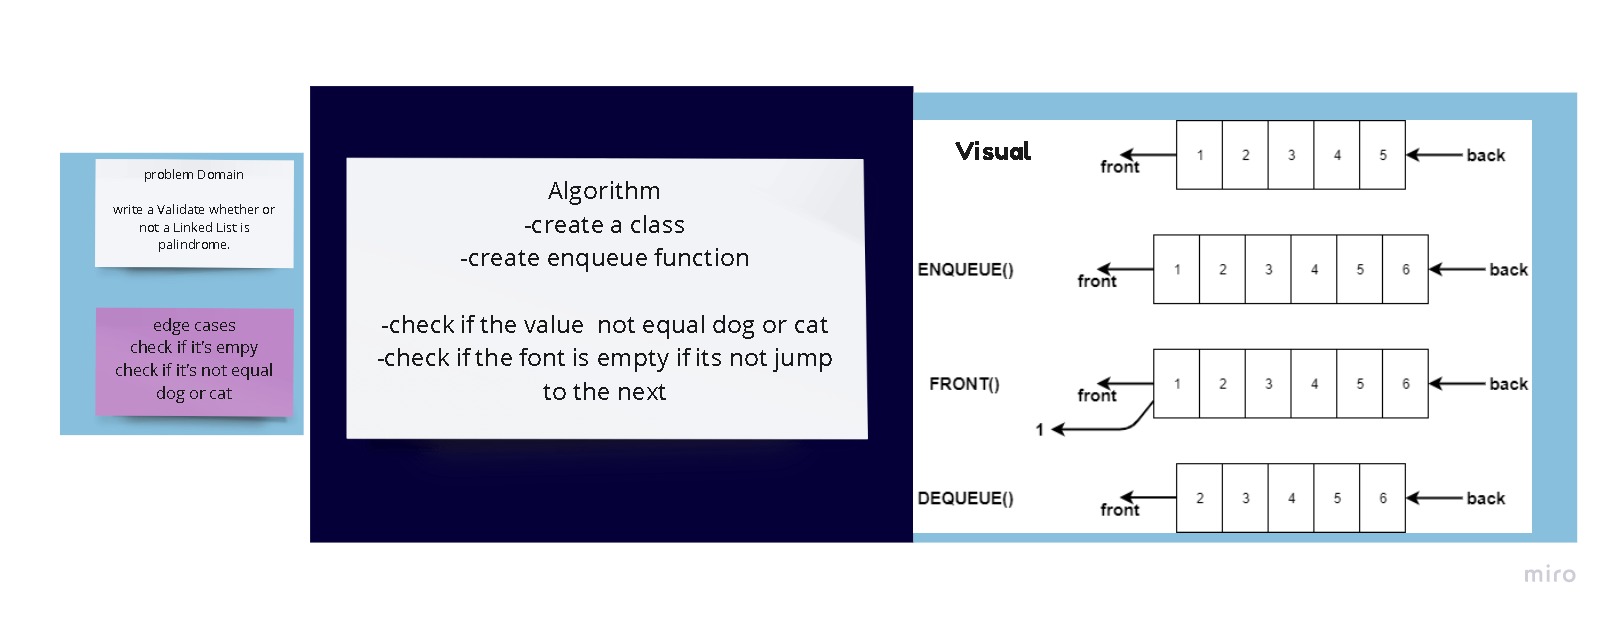 problem Domain
write a Validate whether or
not a Linked List is
palindrome.
edge cases
check if it's empy
check if it's not equal
dog or cat
Algorithm
-create a class
-create enqueue function
-check if the value  not equal dog or cat
-check if the font is empty if its not jump
to the next
Visual
front 1 2 3 4 5 back
ENQUEUE() front 1 2 3 4 5 6 back
FRONT() front 1 2 3 4 5 6 back
1
DEQUEUE() front 2 3 4 5 6 back
miro